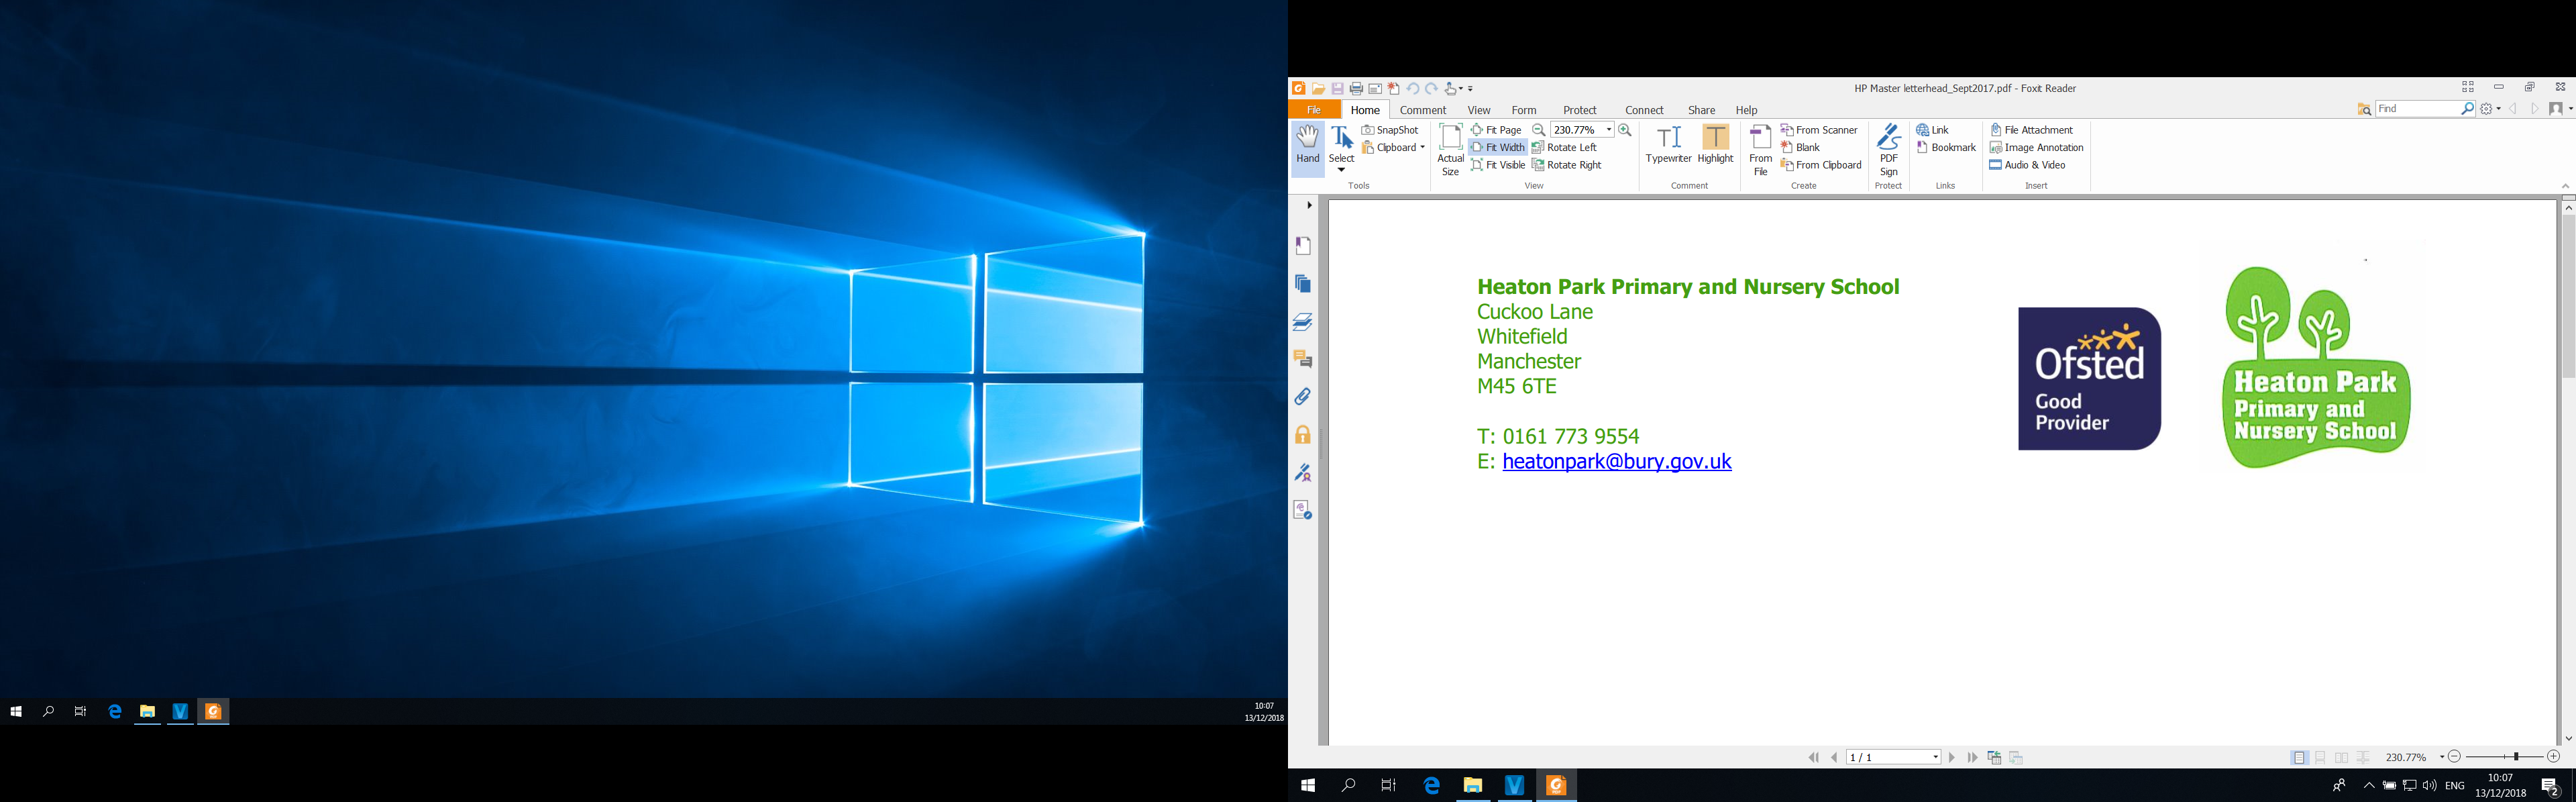 10:07
13/12/2018
HP Master letterhead_Sept2017.pdf - Foxit Reader
File Home Comment View Form Protect Connect Share Help
Find
Hand
Select
SnapShot
Clipboard
Tools
Actual Size
Fit Page
Fit Width
Fit Visible
230.77%
Rotate Left
Rotate Right
View
Typewriter
Highlight
Comment
From File
From Scanner
Blank
From Clipboard
Create
PDF Sign
Protect
Link
Bookmark
Links
File Attachment
Image Annotation
Audio & Video
Insert
Heaton Park Primary and Nursery School
Cuckoo Lane
Whitefield
Manchester
M45 6TE
T: 0161 773 9554
E: heatonpark@bury.gov.uk
Ofsted
Good
Provider
Heaton Park
Primary and
Nursery School
1 / 1
230.77%
ENG
10:07
13/12/2018
2